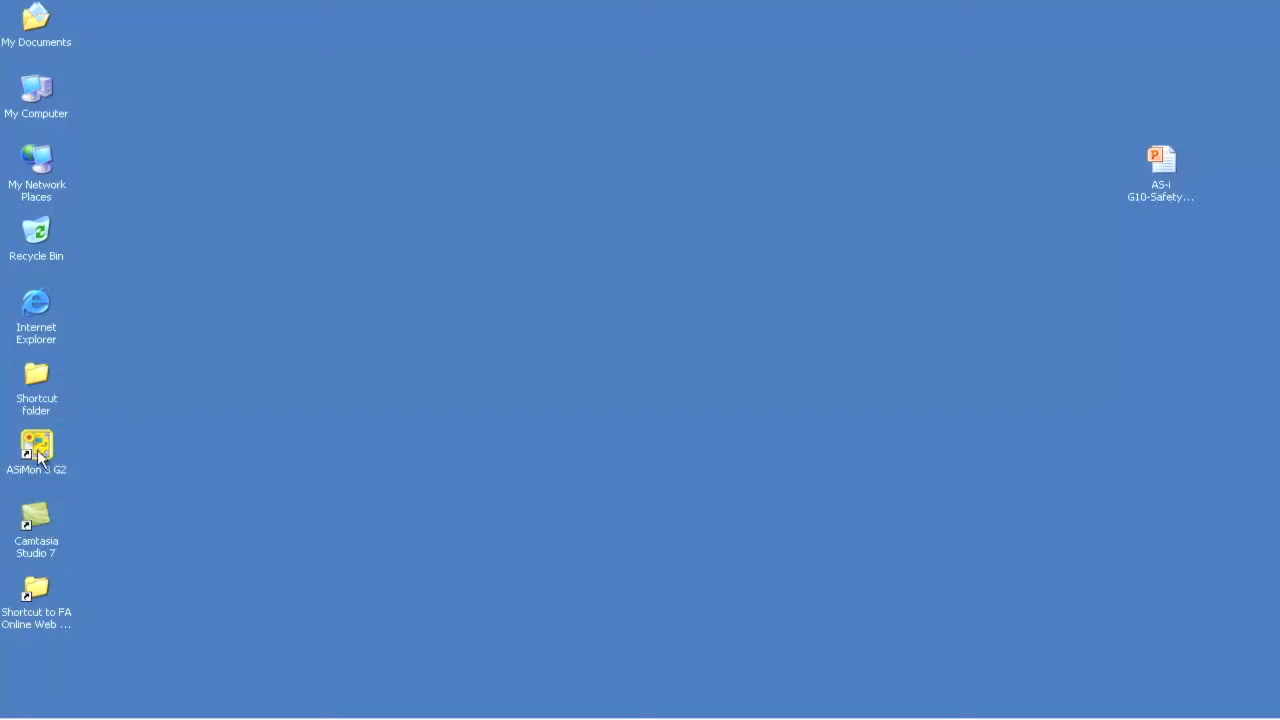 My Documents
My Computer
My Network
Places
Recycle Bin
Internet
Explorer
Shortcut
folder
ASiMon 3 G2
Camtasia
Studio 7
Shortcut to FA
Online Web ...
AS-i
G10-Safety...